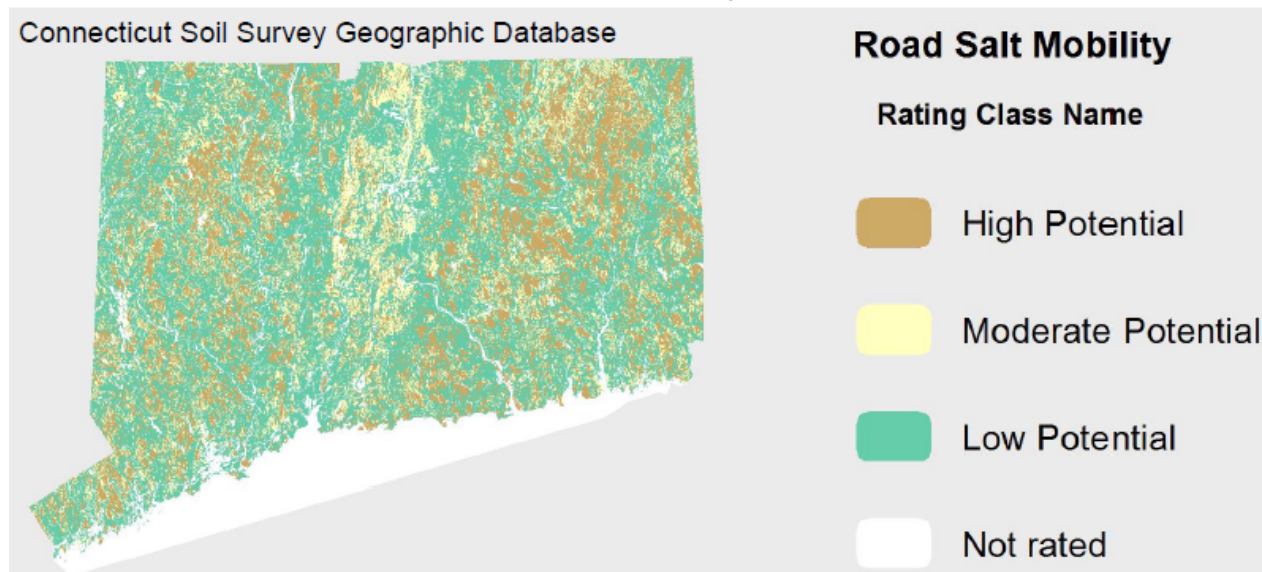 Connecticut Soil Survey Geographic Database
Road Salt Mobility
Rating Class Name
High Potential
Moderate Potential
Low Potential
Not rated